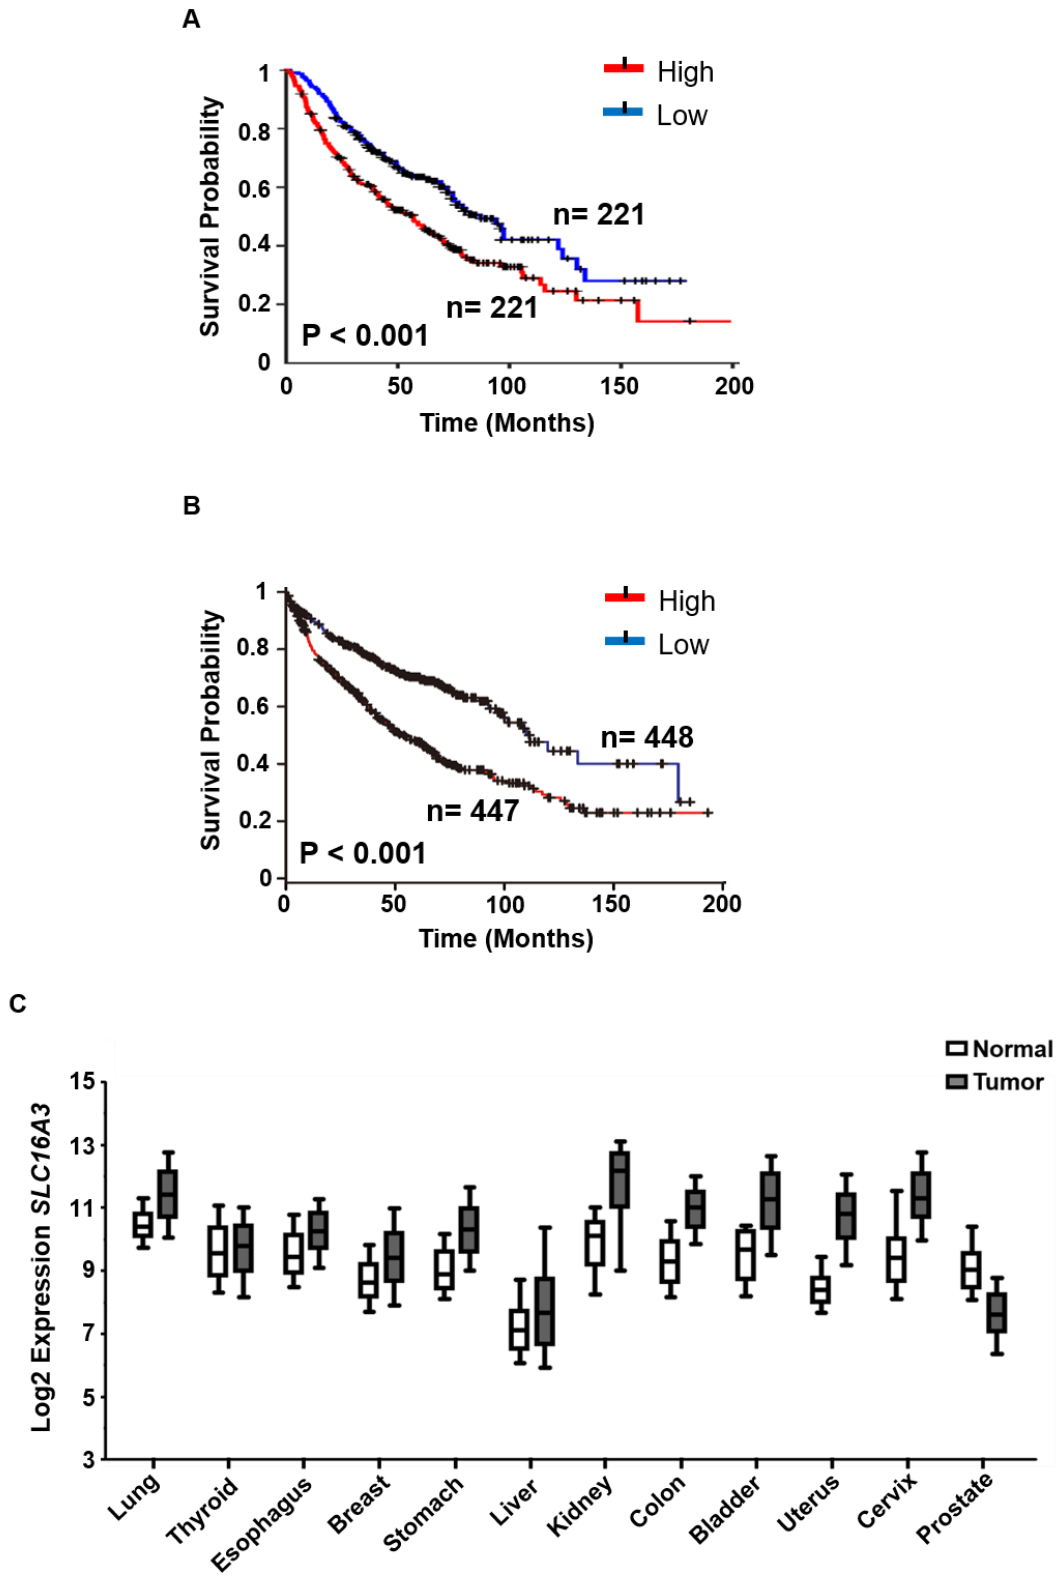 A
High
Low
1
0.8
0.6
0.4
0.2
0
Survival Probability
n= 221
n= 221
P < 0.001
0 50 100 150 200
Time (Months)
B
High
Low
1
0.8
0.6
0.4
0.2
0
Survival Probability
n= 448
n= 447
P < 0.001
0 50 100 150 200
Time (Months)
C
Normal
Tumor
15
13
11
9
7
5
3
Log2 Expression SLC16A3
Lung Thyroid Esophagus Breast Stomach Liver Kidney Colon Bladder Uterus Cervix Prostate